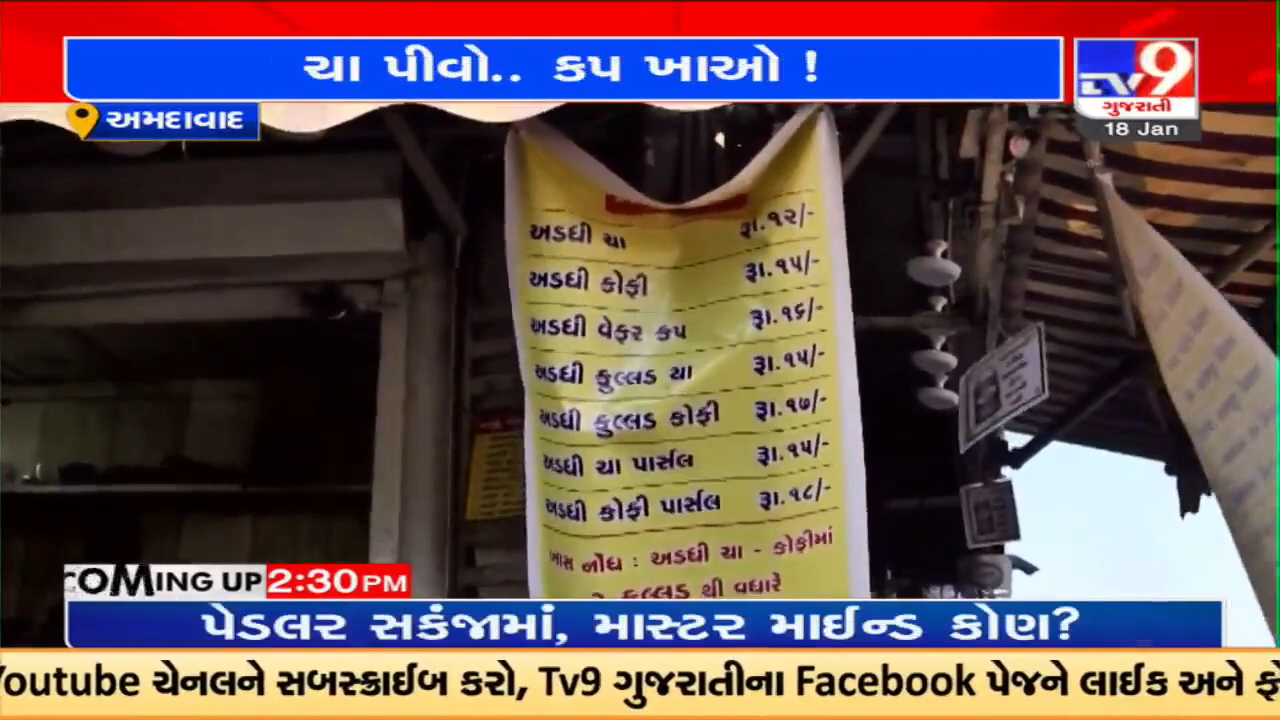 ચા પીવો.. કપ ખાઓ !
TV9
ગુજરાતી
18 Jan
અમદાવાદ
અડધી ચા રૂા.૧૨/-
અડધી કોફી રૂા.૧૫/-
અડધી વેફર કપ રૂા.૧૬/-
અડધી કુલ્લડ ચા રૂા.૧૫/-
અડધી કુલ્લડ કોફી રૂા.૧૭/-
અડધી ચા પાર્સલ રૂા.૧૫/-
અડધી કોફી પાર્સલ રૂા.૧૮/-
ખાસ નોંધ : અડધી ચા - કોફીમાં
કુલ્લડ થી વધારે
COMING UP 2:30 PM
પેડલર સકંજામાં, માસ્ટર માઈન્ડ કોણ?
Youtube ચેનલને સબસ્ક્રાઈબ કરો, Tv9 ગુજરાતીના Facebook પેજને લાઈક અને